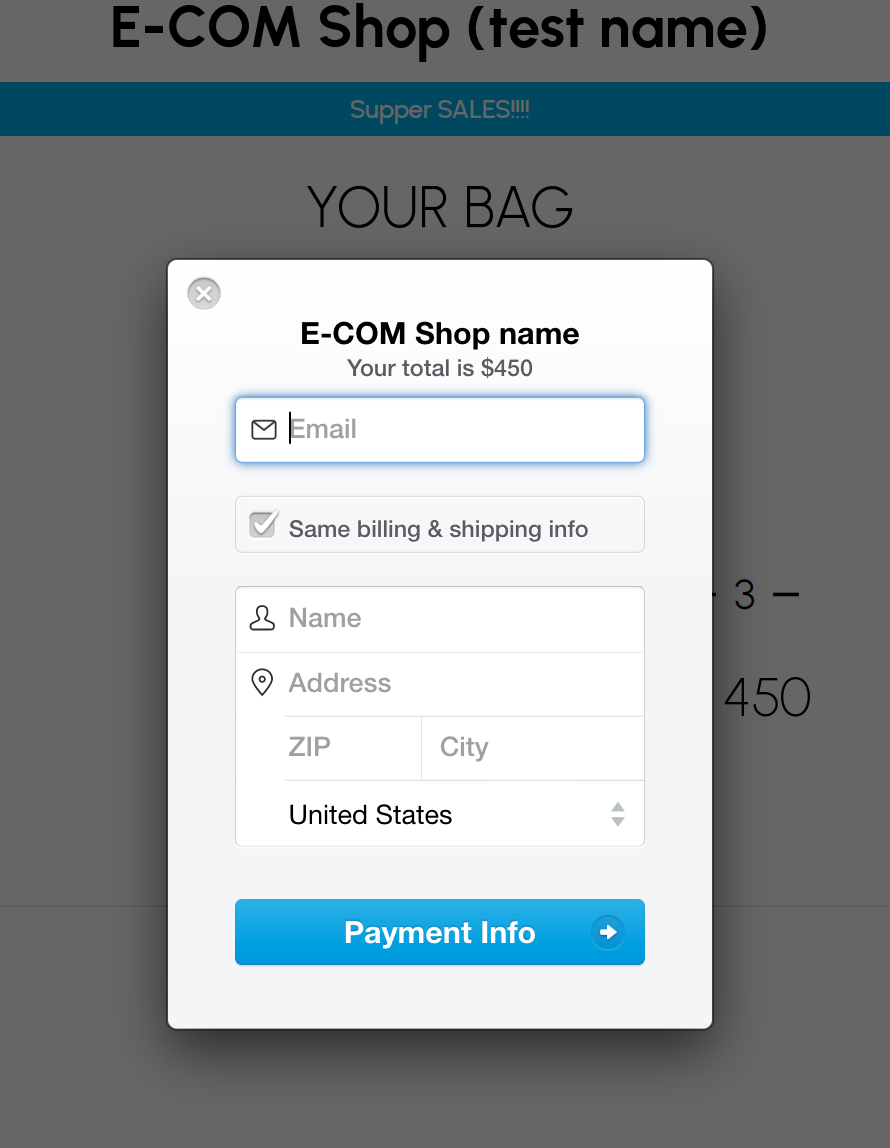 E-COM Shop (test name)
Supper SALES!!!!
YOUR BAG
E-COM Shop name
Your total is $450
Email
Same billing & shipping info
Name
Address
ZIP City
United States
Payment Info
3 −
450